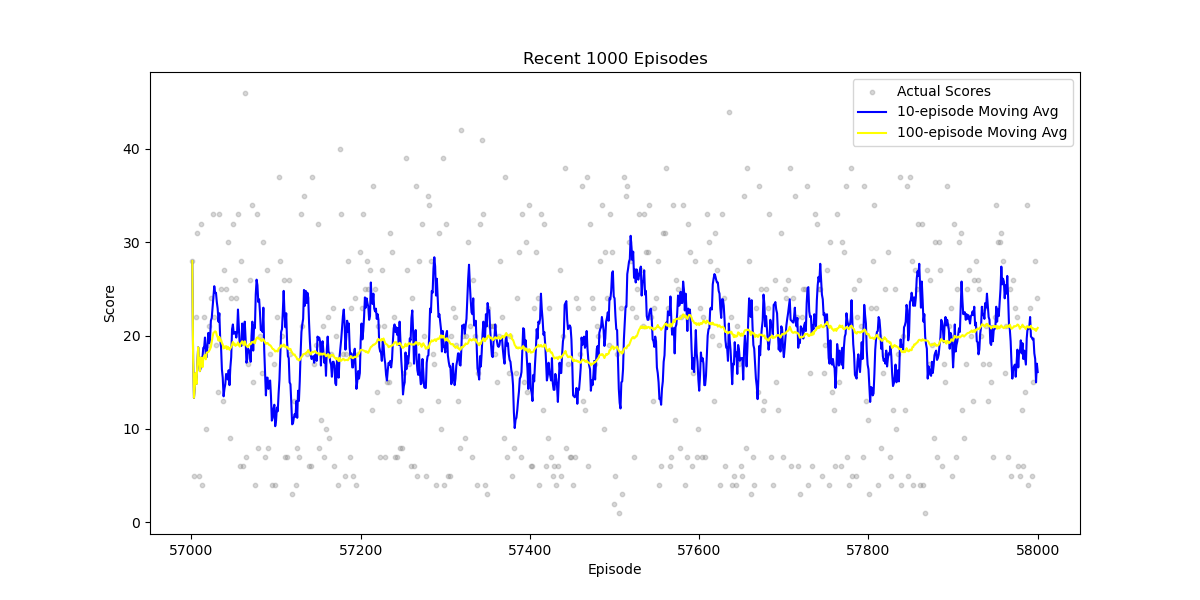 Recent 1000 Episodes
Actual Scores
10-episode Moving Avg
100-episode Moving Avg
Score
40
30
20
10
0
57000 57200 57400 57600 57800 58000
Episode